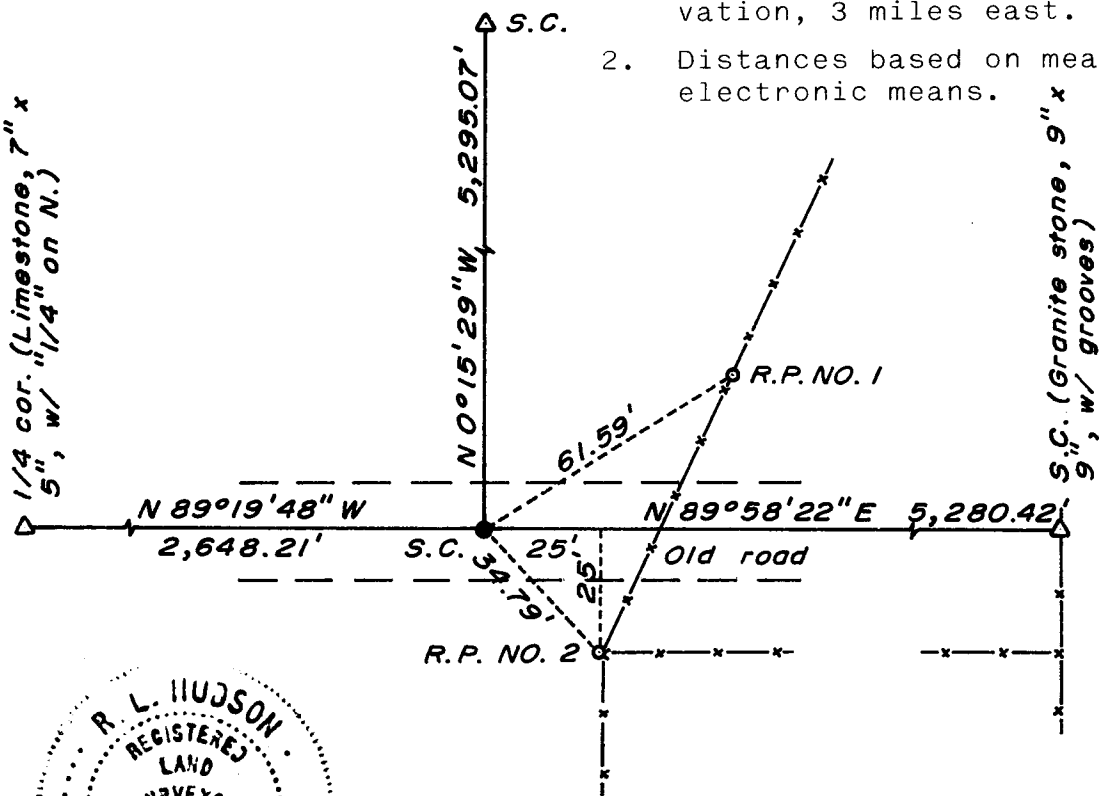 vation, 3 miles east.
2. Distances based on mea
electronic means.
S.C.
N 0°15'29"W 5,295.07'
1/4 cor. (Limestone, 7" x
5", w/ "1/4" on N.)
S.C. (Granite stone, 9" x
9", w/ grooves)
R.P. NO. 1
61.59'
N 89°19'48" W
2,648.21'
N 89°58'22" E 5,280.42'
S.C.
25'
25'
Old road
34.79'
R.P. NO. 2
R. L. HUDSON
REGISTERED
LAND